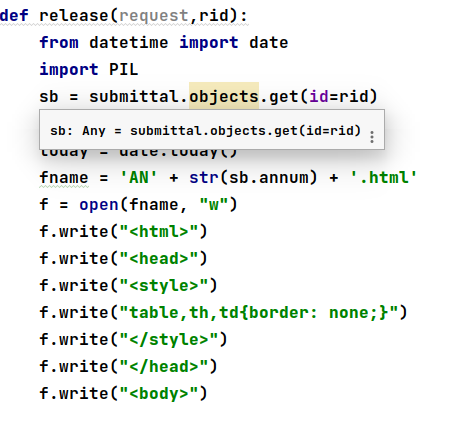 def release(request,rid):
from datetime import date
import PIL
sb = submittal.objects.get(id=rid)
sb: Any = submittal.objects.get(id=rid)
today = date.today()
fname = 'AN' + str(sb.annum) + '.html'
f = open(fname, "w")
f.write("<html>")
f.write("<head>")
f.write("<style>")
f.write("table,th,td{border: none;}")
f.write("</style>")
f.write("</head>")
f.write("<body>")